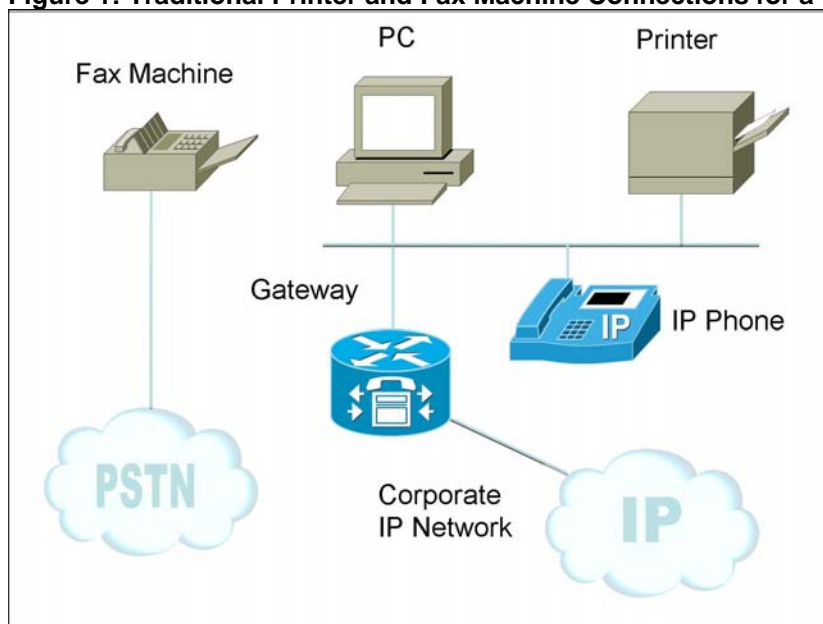 Figure 1. Traditional Printer and Fax Machine Connections for a
PC
Printer
Fax Machine
Gateway
IP
IP Phone
PSTN
Corporate
IP Network
IP